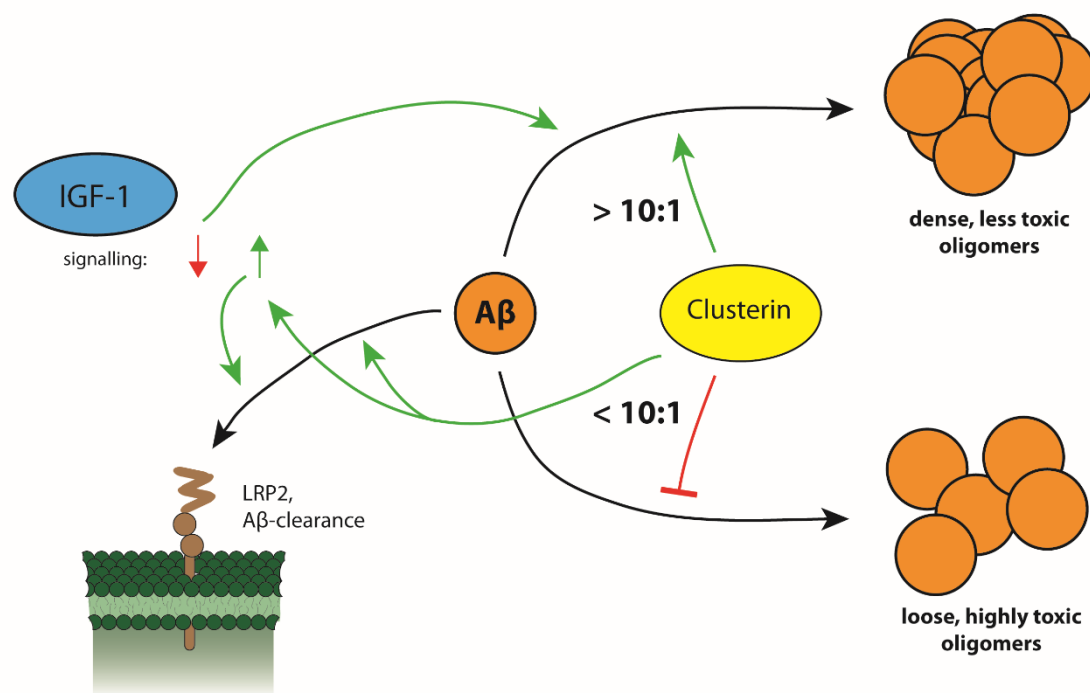 IGF-1
signalling:
> 10:1
dense, less toxic
oligomers
Aβ
Clusterin
< 10:1
LRP2,
Aβ-clearance
loose, highly toxic
oligomers